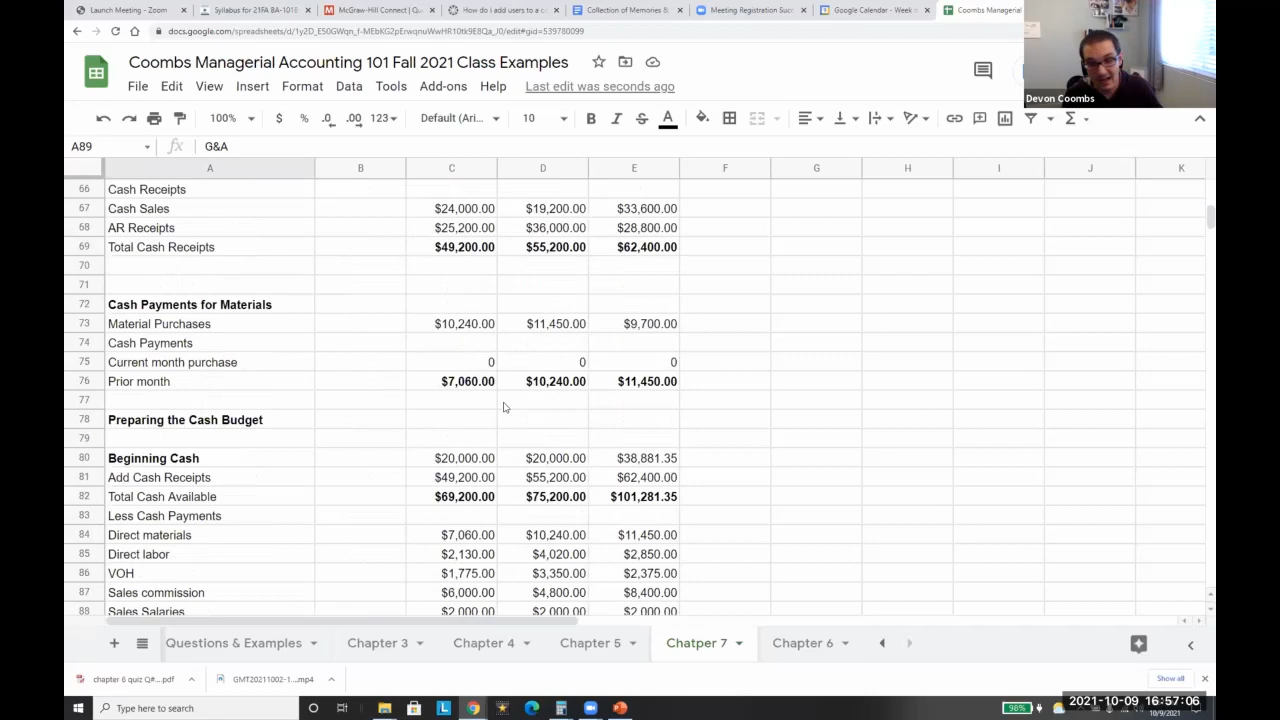 Launch Meeting - Zoom
Syllabus for 21FA BA-101
McGraw-Hill Connect | Qu
How do i add users to a c
Collection of Memories &
Meeting Registration Succ
Google Calendar - Week
Coombs Managerial
docs.google.com/spreadsheets/d/
/edit#gid=539780099
Coombs Managerial Accounting 101 Fall 2021 Class Examples
File Edit View Insert Format Data Tools Add-ons Help Last edit was seconds ago
Devon Coombs
100% $ % .0 .00 123 Default (Ari... 10 B I S A
A89 fx G&A
A B C D E F G H I J K
66 Cash Receipts
67 Cash Sales $24,000.00 $19,200.00 $33,600.00
68 AR Receipts $25,200.00 $36,000.00 $28,800.00
69 Total Cash Receipts $49,200.00 $55,200.00 $62,400.00
70
71
72 Cash Payments for Materials
73 Material Purchases $10,240.00 $11,450.00 $9,700.00
74 Cash Payments
75 Current month purchase 0 0 0
76 Prior month $7,060.00 $10,240.00 $11,450.00
77
78 Preparing the Cash Budget
79
80 Beginning Cash $20,000.00 $20,000.00 $38,881.35
81 Add Cash Receipts $49,200.00 $55,200.00 $62,400.00
82 Total Cash Available $69,200.00 $75,200.00 $101,281.35
83 Less Cash Payments
84 Direct materials $7,060.00 $10,240.00 $11,450.00
85 Direct labor $2,130.00 $4,020.00 $2,850.00
86 VOH $1,775.00 $3,350.00 $2,375.00
87 Sales commission $6,000.00 $4,800.00 $8,400.00
88 Sales Salaries $2,000.00 $2,000.00 $2,000.00
Questions & Examples Chapter 3 Chapter 4 Chapter 5 Chatper 7 Chapter 6
chapter 6 quiz Q#....pdf GMT20211002-1....mp4 Show all
Type here to search
98%
2021-10-09 16:57:06
10/9/2021